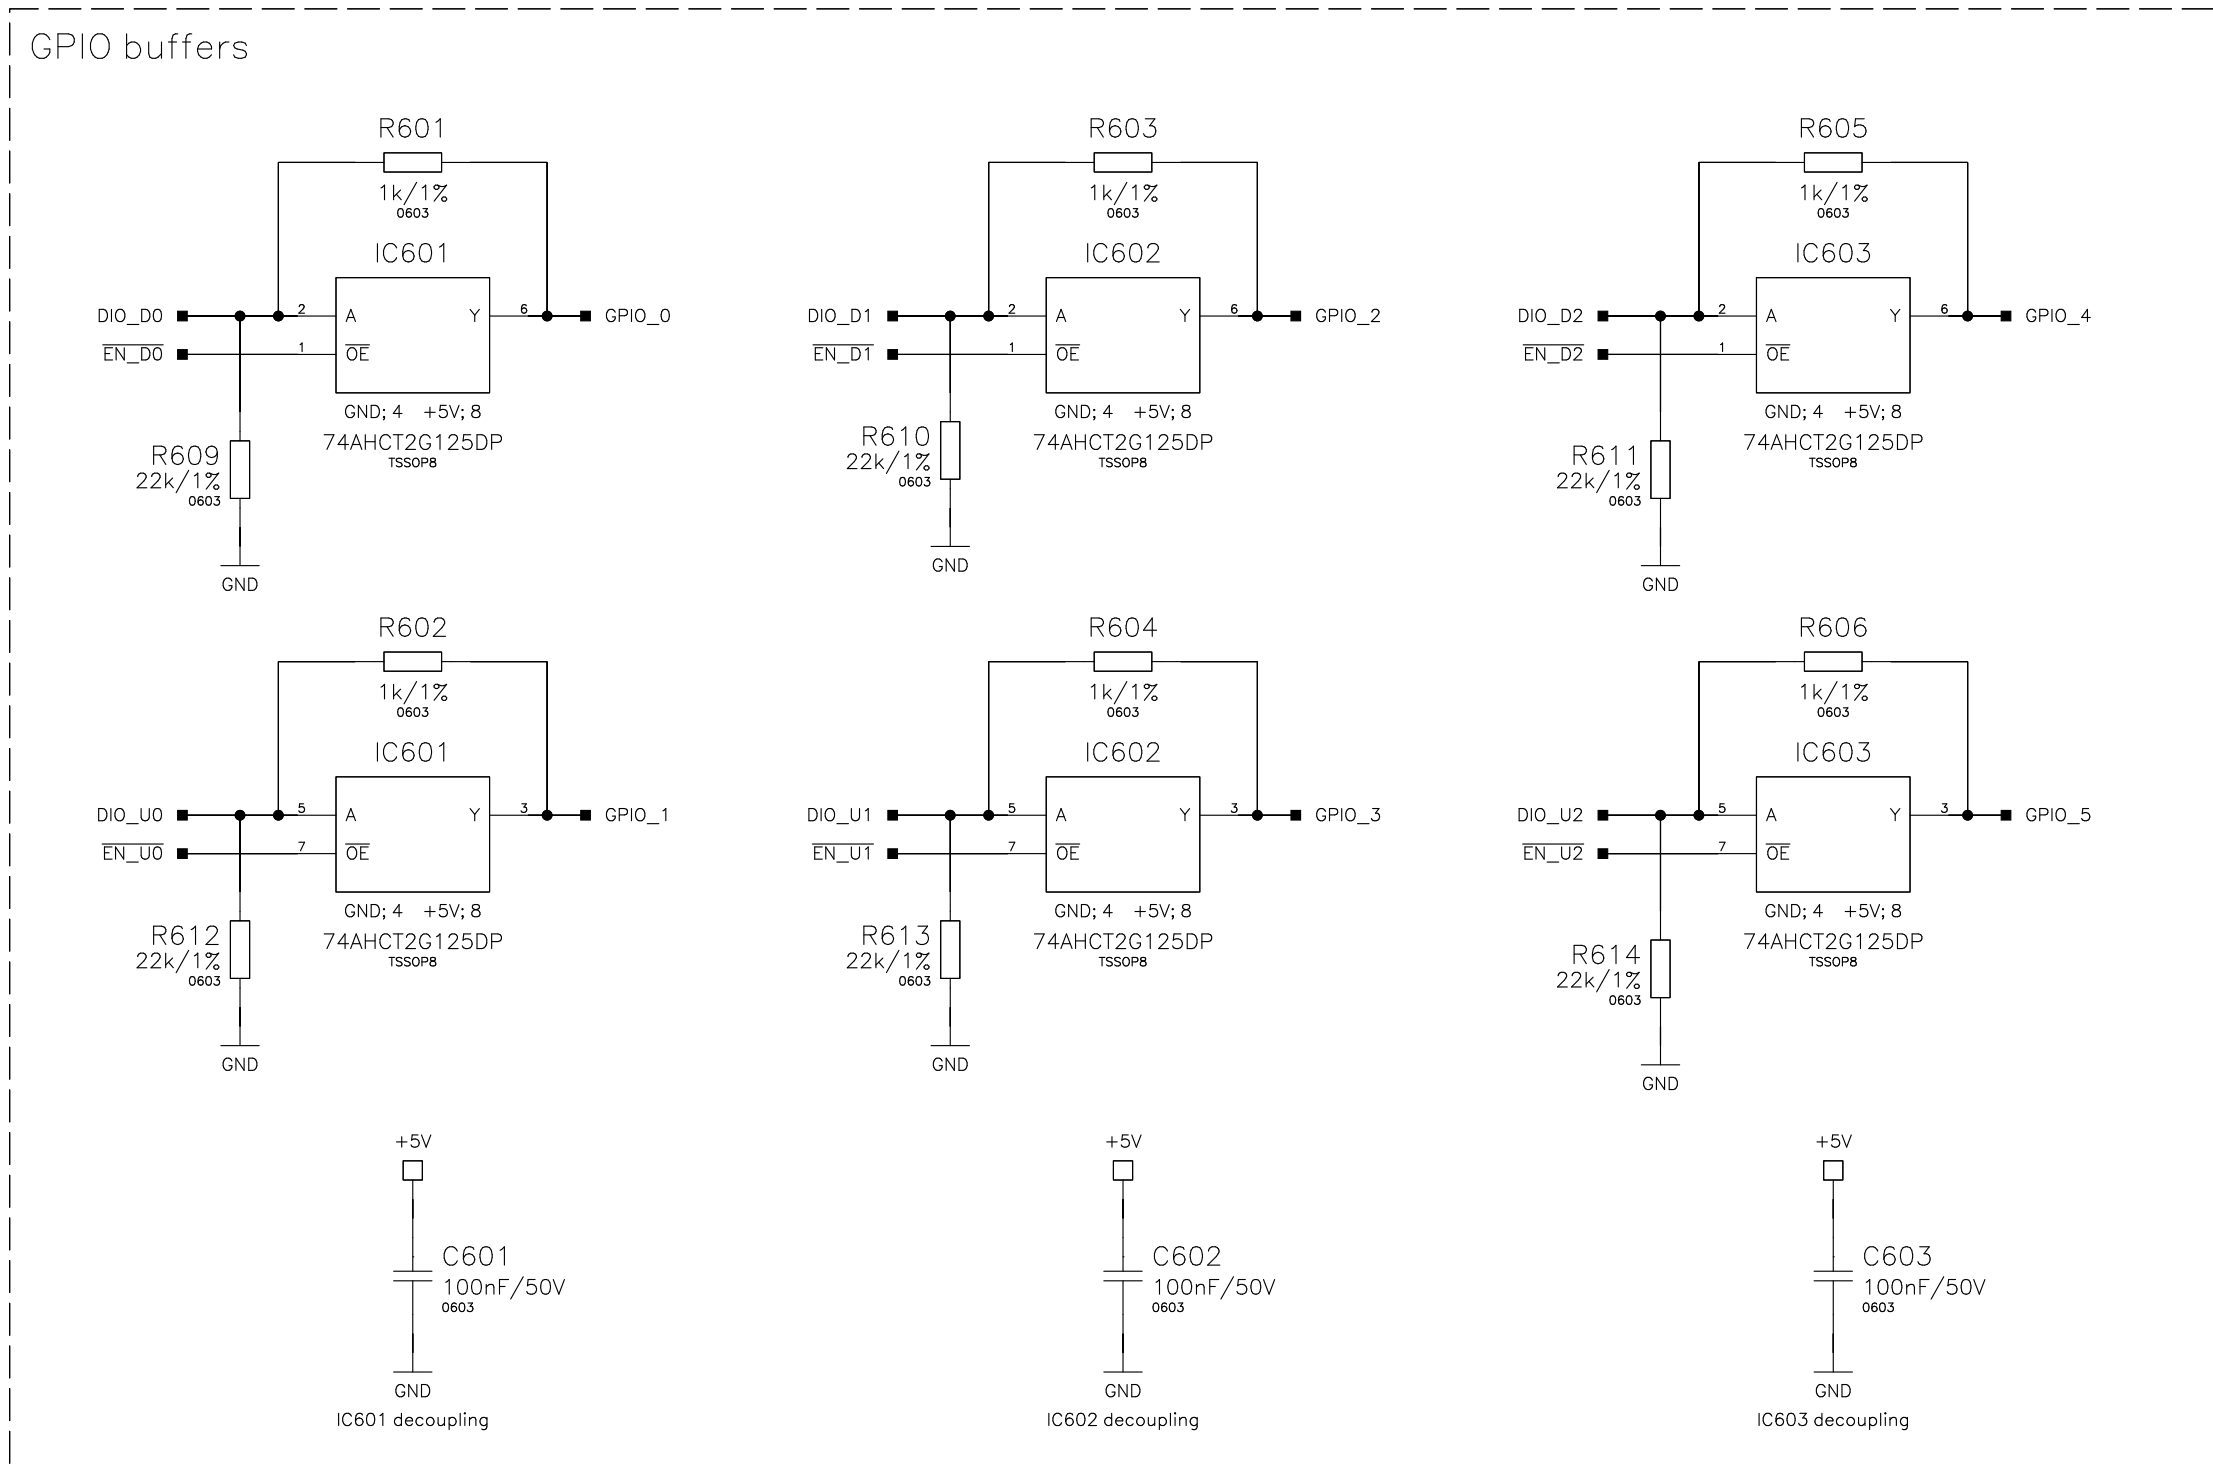 GPIO buffers
R601
1k/1%
0603
IC601
DIO_D0
2
A
Y
6
GPIO_0
EN_D0
1
OE
GND; 4 +5V; 8
74AHCT2G125DP
TSSOP8
R609
22k/1%
0603
GND
R603
1k/1%
0603
IC602
DIO_D1
2
A
Y
6
GPIO_2
EN_D1
1
OE
GND; 4 +5V; 8
74AHCT2G125DP
TSSOP8
R610
22k/1%
0603
GND
R605
1k/1%
0603
IC603
DIO_D2
2
A
Y
6
GPIO_4
EN_D2
1
OE
GND; 4 +5V; 8
74AHCT2G125DP
TSSOP8
R611
22k/1%
0603
GND
R602
1k/1%
0603
IC601
DIO_U0
5
A
Y
3
GPIO_1
EN_U0
7
OE
GND; 4 +5V; 8
74AHCT2G125DP
TSSOP8
R612
22k/1%
0603
GND
R604
1k/1%
0603
IC602
DIO_U1
5
A
Y
3
GPIO_3
EN_U1
7
OE
GND; 4 +5V; 8
74AHCT2G125DP
TSSOP8
R613
22k/1%
0603
GND
R606
1k/1%
0603
IC603
DIO_U2
5
A
Y
3
GPIO_5
EN_U2
7
OE
GND; 4 +5V; 8
74AHCT2G125DP
TSSOP8
R614
22k/1%
0603
GND
+5V
C601
100nF/50V
0603
GND
IC601 decoupling
+5V
C602
100nF/50V
0603
GND
IC602 decoupling
+5V
C603
100nF/50V
0603
GND
IC603 decoupling